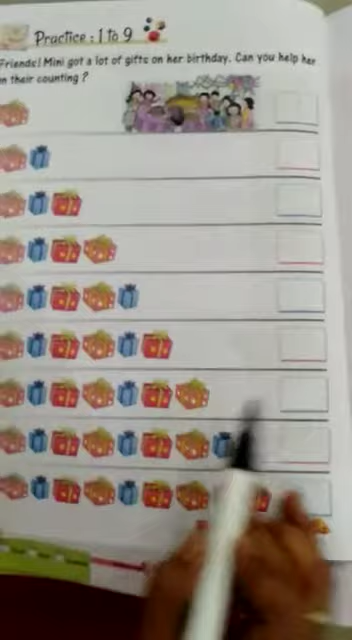 Practice : 1 to 9
Friends! Mini got a lot of gifts on her birthday. Can you help her
in their counting ?